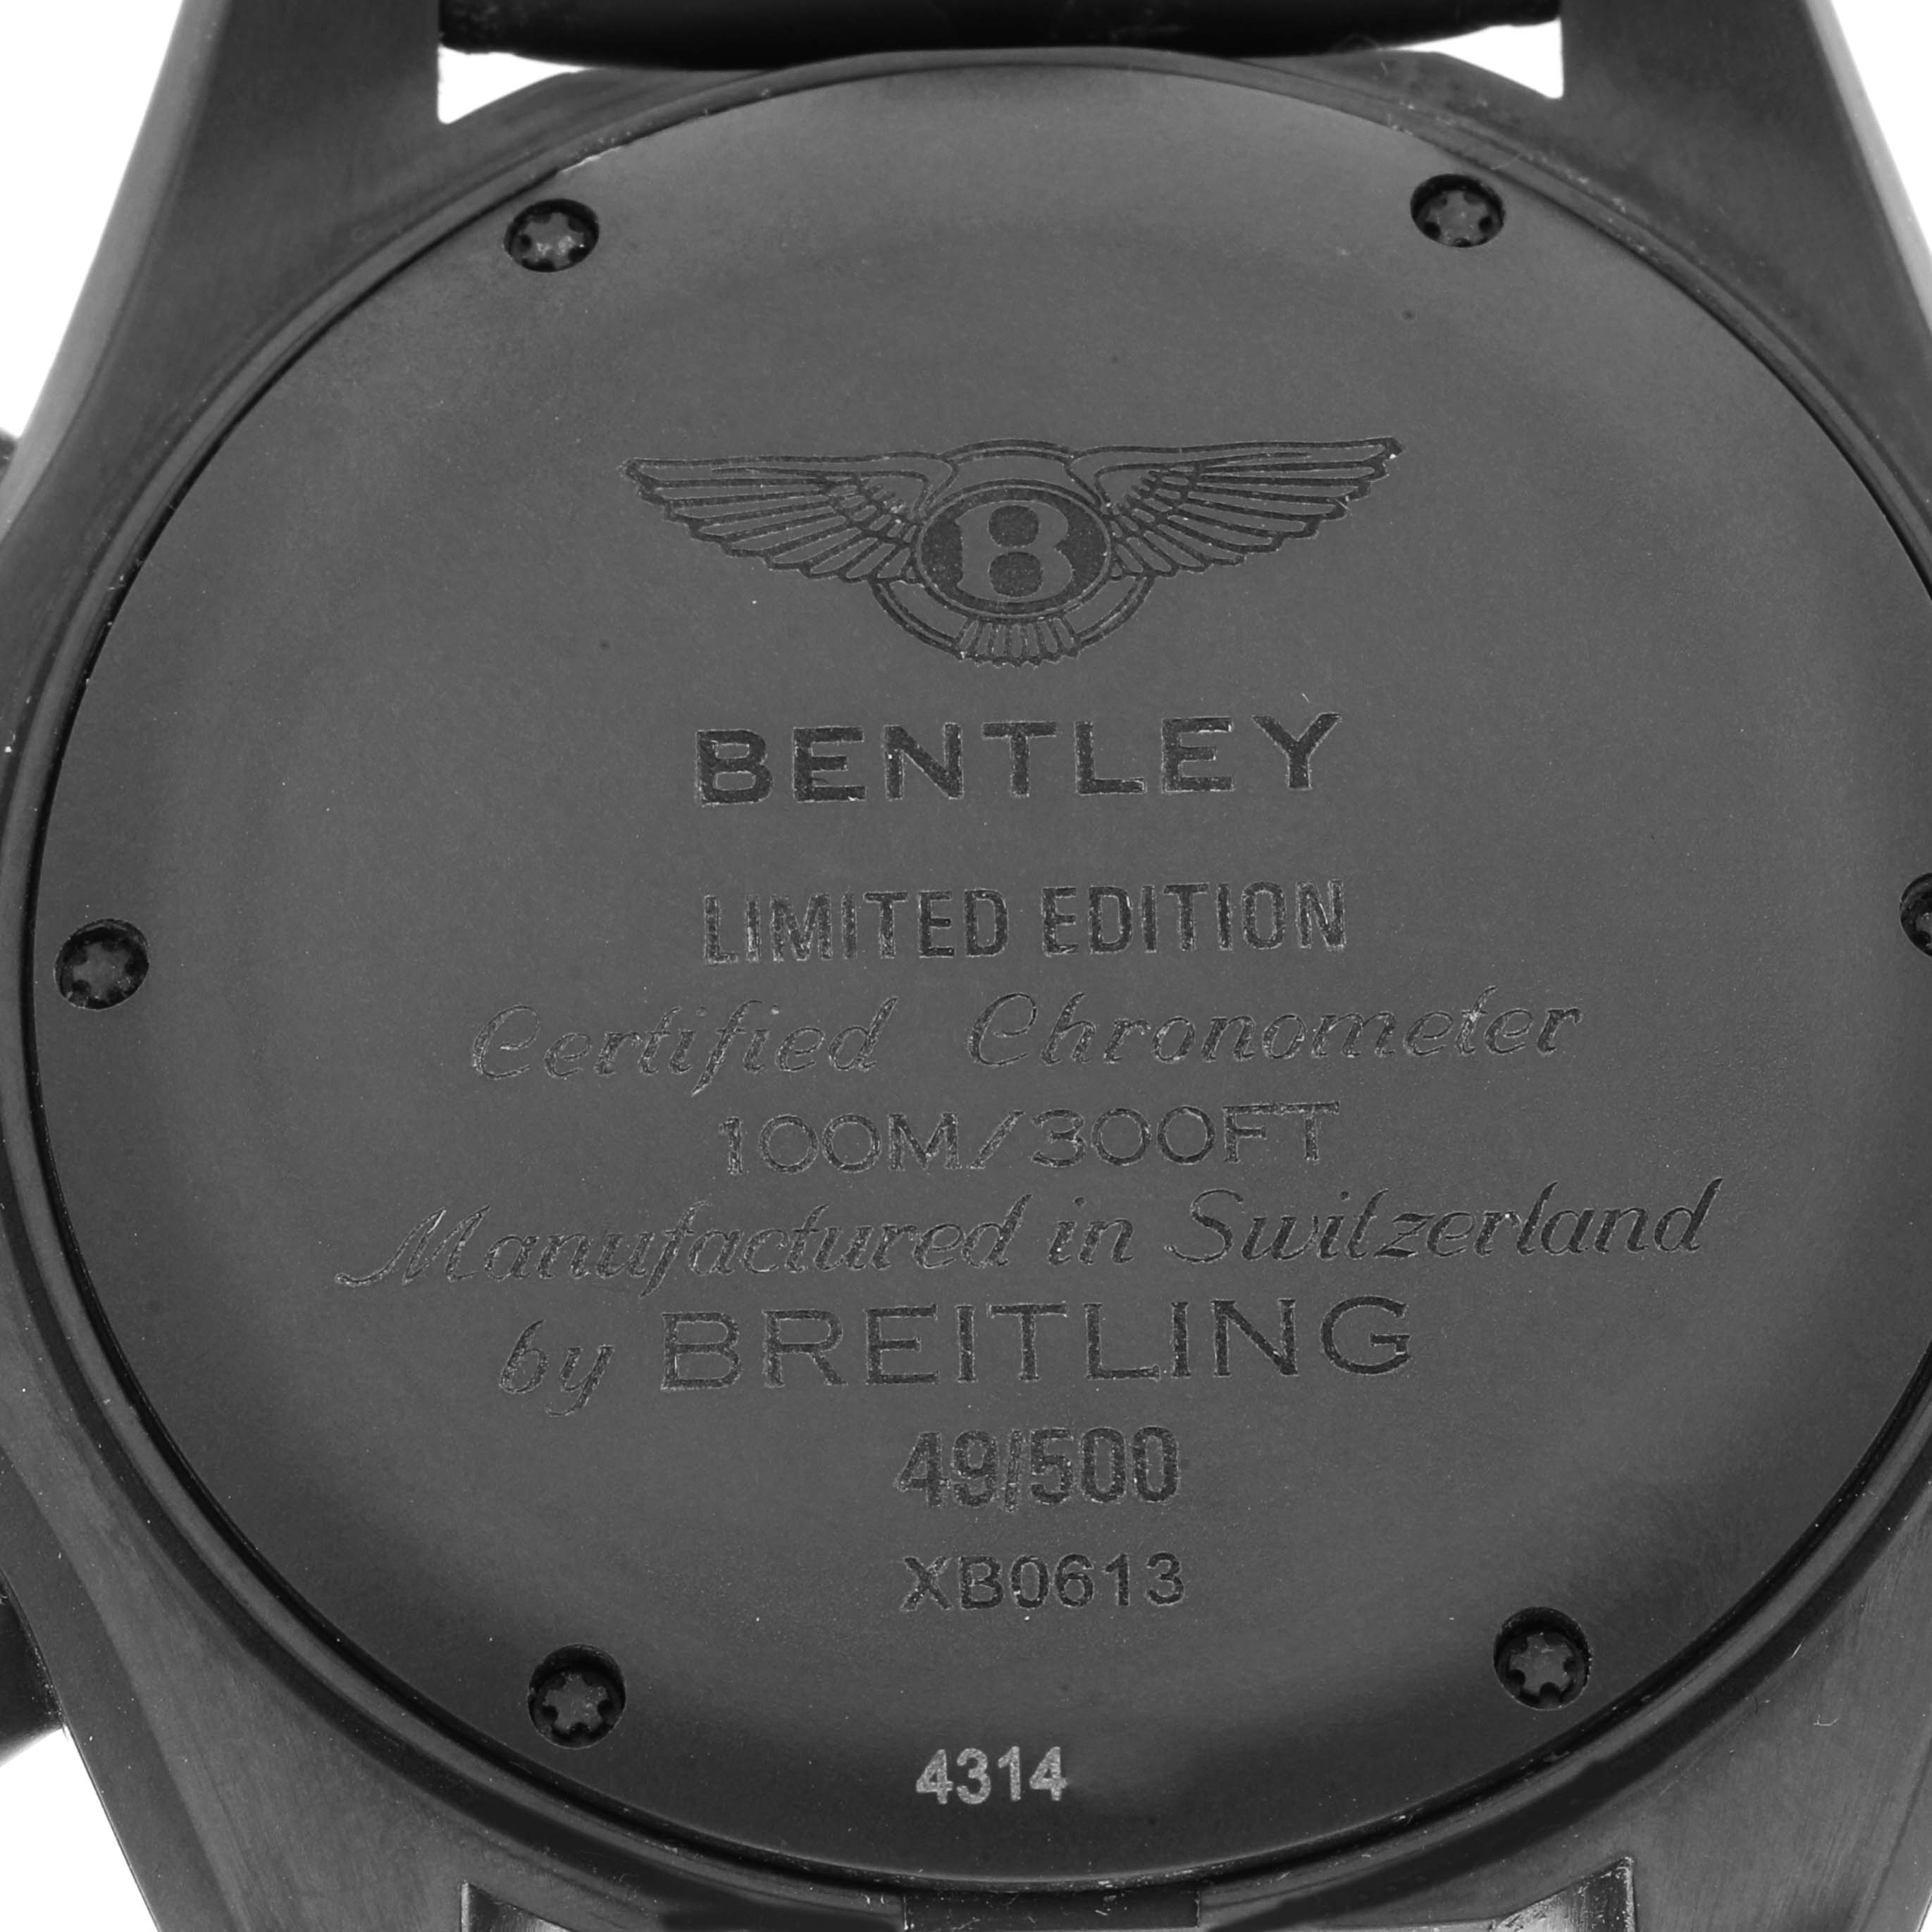 B
BENTLEY
LIMITED EDITION
Certified Chronometer
100M/300FT
Manufactured in Switzerland
by BREITLING
49/500
XB0613
4314